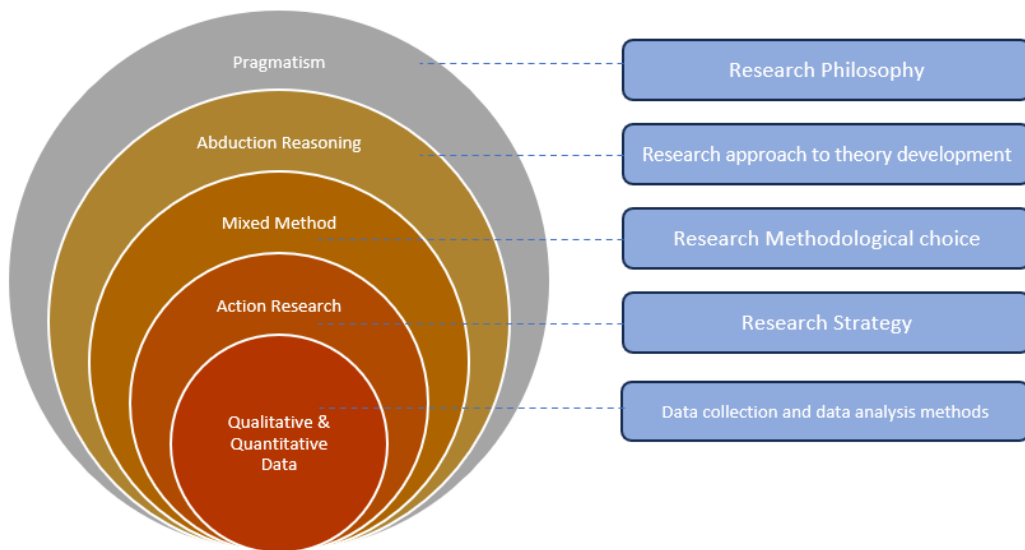 Pragmatism
Research Philosophy
Abduction Reasoning
Research approach to theory development
Mixed Method
Research Methodological choice
Action Research
Research Strategy
Qualitative &
Quantitative
Data
Data collection and data analysis methods